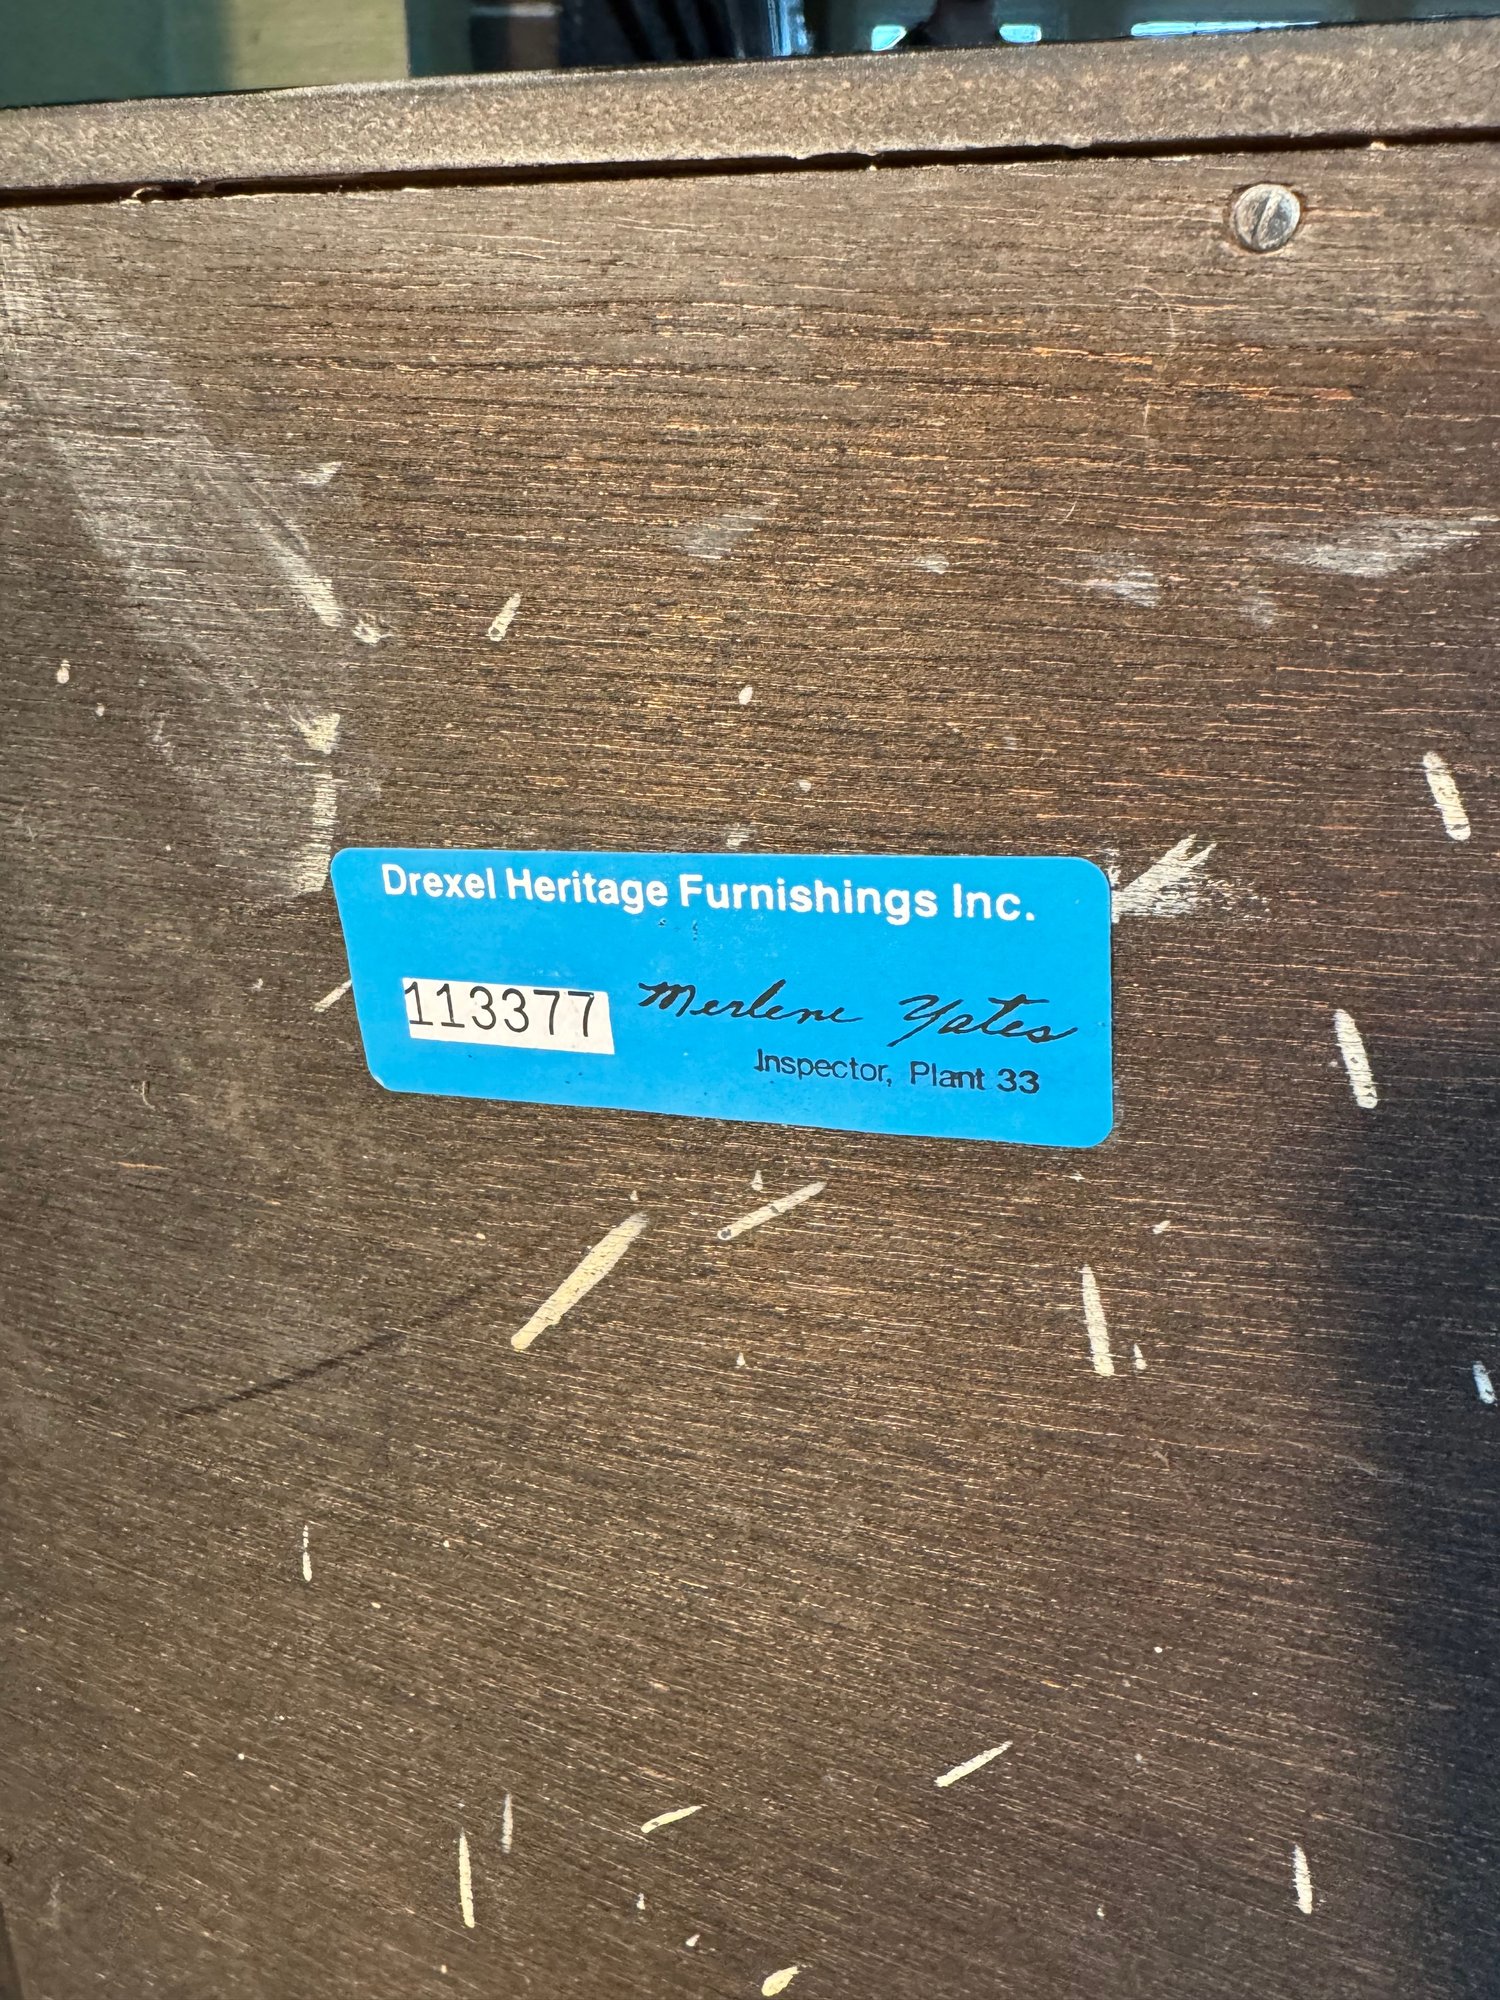 Drexel Heritage Furnishings Inc.
113377 Merlene Yates
Inspector, Plant 33